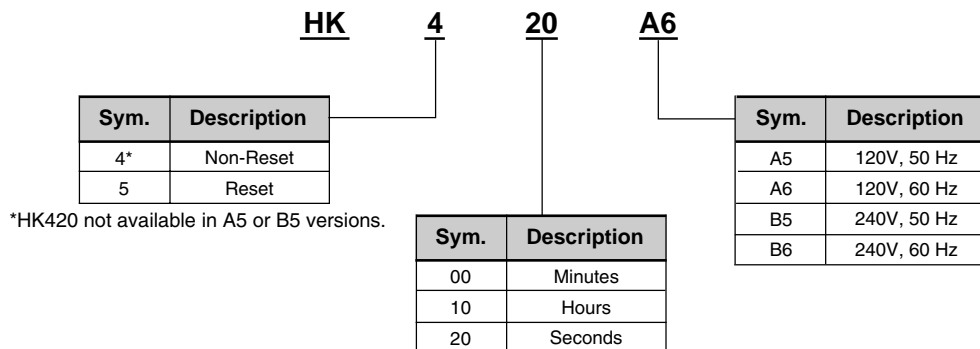 HK 4 20 A6
Sym. Description
4* Non-Reset
5 Reset
*HK420 not available in A5 or B5 versions.
Sym. Description
00 Minutes
10 Hours
20 Seconds
Sym. Description
A5 120V, 50 Hz
A6 120V, 60 Hz
B5 240V, 50 Hz
B6 240V, 60 Hz